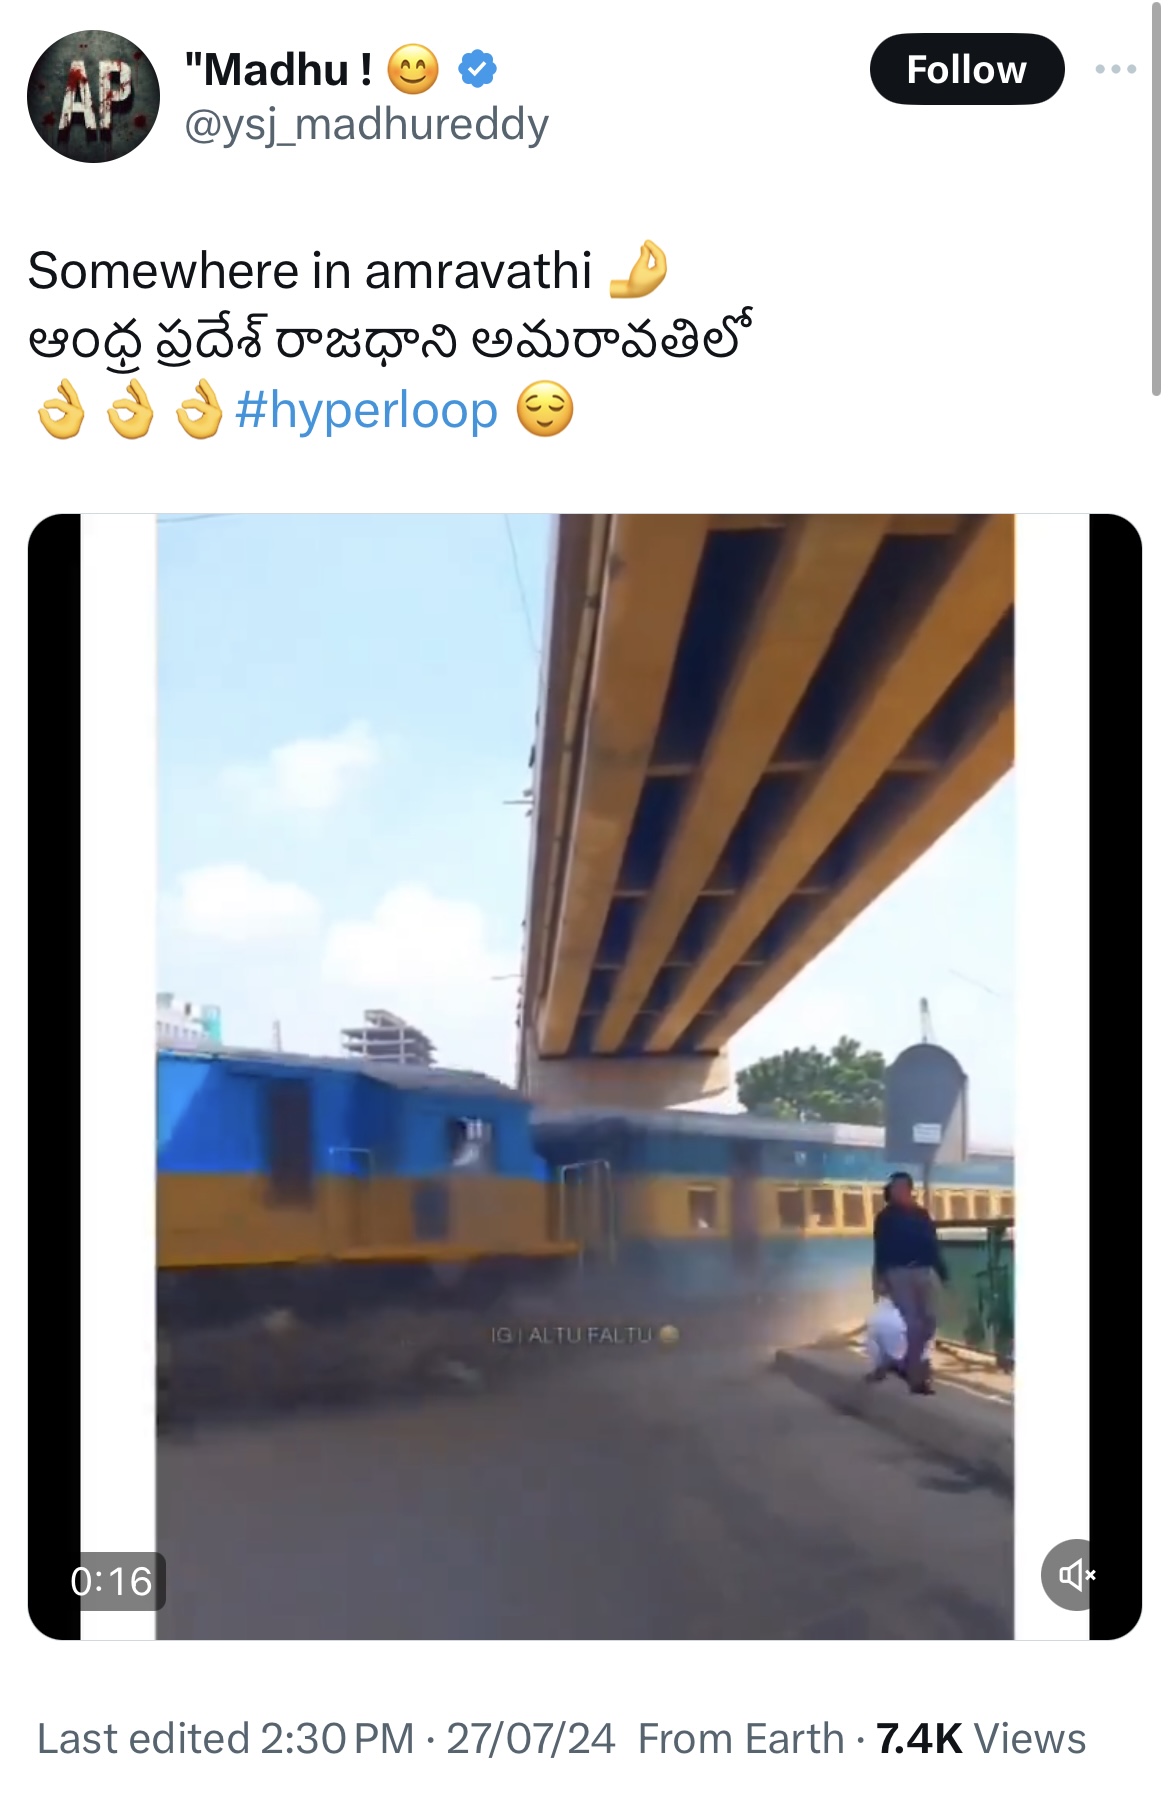 AP
"Madhu ! 😊
Follow
@ysj_madhureddy
Somewhere in amravathi 🤌
ఆంధ్ర ప్రదేశ్ రాజధాని అమరావతిలో
👌👌👌#hyperloop 😌
IG | ALTU FALTU
0:16
Last edited 2:30 PM · 27/07/24 From Earth · 7.4K Views